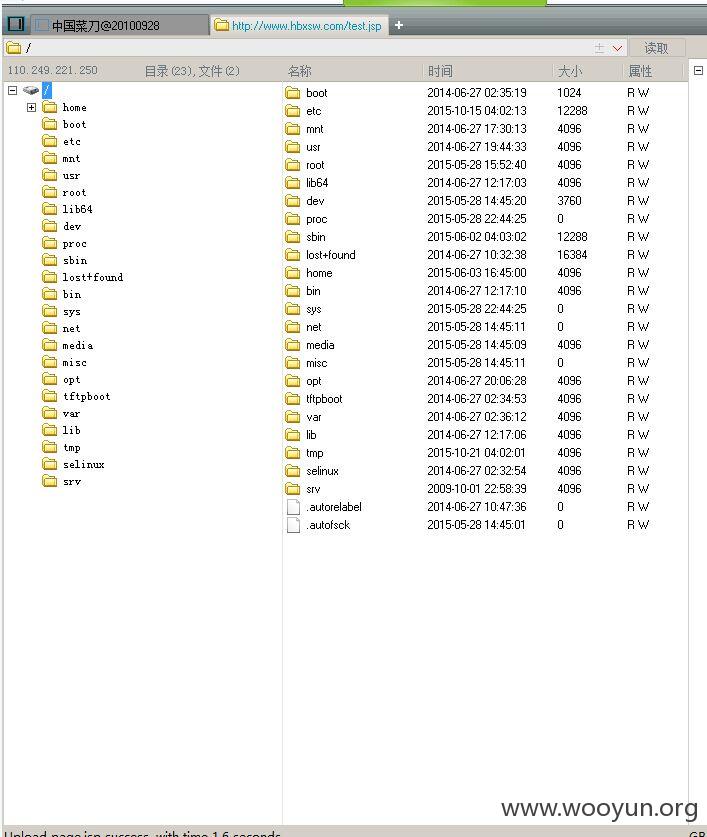 中国菜刀@20100928 http://www.hbxsw.com/test.jsp +
/ 读取
110.249.221.250 目录(23),文件(2) 名称 时间 大小 属性
/
home
boot
etc
mnt
usr
root
lib64
dev
proc
sbin
lost+found
bin
sys
net
media
misc
opt
tftpboot
var
lib
tmp
selinux
srv
boot 2014-06-27 02:35:19 1024 R W
etc 2015-10-15 04:02:13 12288 R W
mnt 2014-06-27 17:30:13 4096 R W
usr 2014-06-27 19:44:33 4096 R W
root 2015-05-28 15:52:40 4096 R W
lib64 2014-06-27 12:17:03 4096 R W
dev 2015-05-28 14:45:20 3760 R W
proc 2015-05-28 22:44:25 0 R W
sbin 2015-06-02 04:03:02 12288 R W
lost+found 2014-06-27 10:32:38 16384 R W
home 2015-06-03 16:45:00 4096 R W
bin 2014-06-27 12:17:10 4096 R W
sys 2015-05-28 22:44:25 0 R W
net 2015-05-28 14:45:11 0 R W
media 2015-05-28 14:45:09 4096 R W
misc 2015-05-28 14:45:11 0 R W
opt 2014-06-27 20:06:28 4096 R W
tftpboot 2014-06-27 02:34:53 4096 R W
var 2014-06-27 02:36:12 4096 R W
lib 2014-06-27 12:17:06 4096 R W
tmp 2015-10-21 04:02:01 4096 R W
selinux 2014-06-27 02:32:54 4096 R W
srv 2009-10-01 22:58:39 4096 R W
.autorelabel 2014-06-27 10:47:36 0 R W
.autofsck 2015-05-28 14:45:01 0 R W
www.wooyun.org